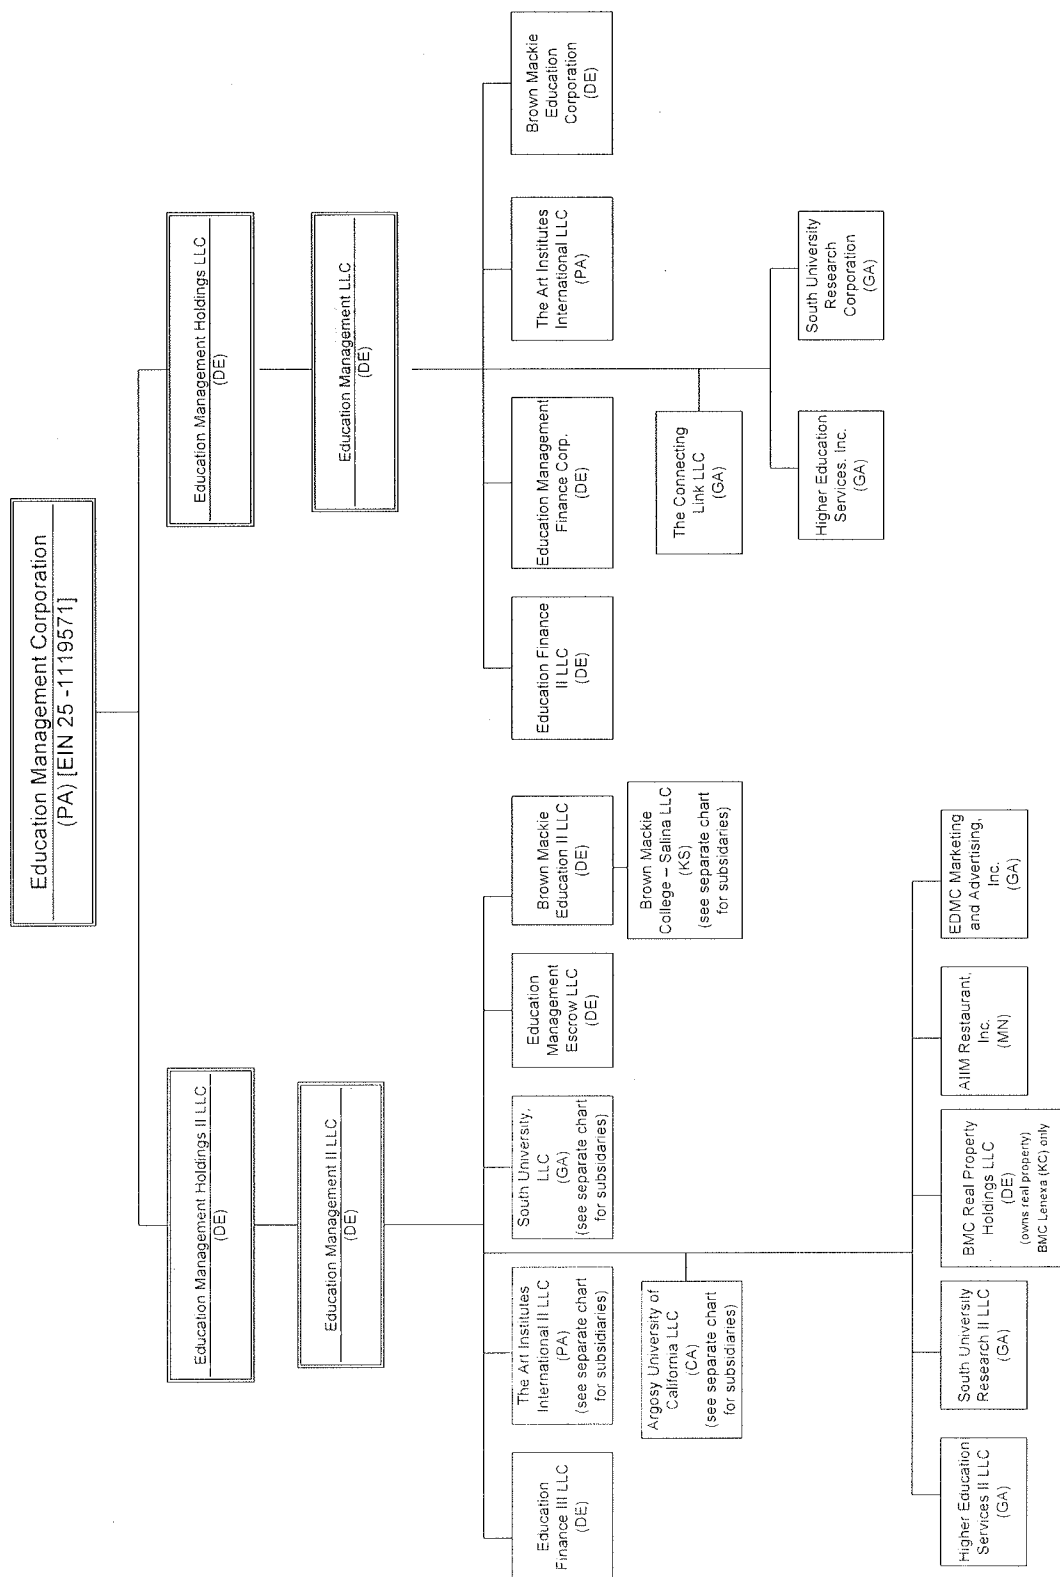 Education Management Corporation
(PA) [EIN 25 -1119571]
Education Management Holdings II LLC
(DE)
Education Management Holdings LLC
(DE)
Education Management II LLC
(DE)
Education Management LLC
(DE)
Education
Finance III LLC
(DE)
The Art Institutes
International II LLC
(PA)
(see separate chart
for subsidiaries)
South University,
LLC
(GA)
(see separate chart
for subsidaries)
Education
Management
Escrow LLC
(DE)
Brown Mackie
Education II LLC
(DE)
Education Finance
II LLC
(DE)
Education Management
Finance Corp.
(DE)
The Art Institutes
International LLC
(PA)
Brown Mackie
Education
Corporation
(DE)
Argosy University of
California LLC
(CA)
(see separate chart
for subsidiaries)
Brown Mackie
College – Salina LLC
(KS)
(see separate chart
for subsidaries)
The Connecting
Link LLC
(GA)
Higher Education
Services, Inc.
(GA)
South University
Research
Corporation
(GA)
Higher Education
Services II LLC
(GA)
South University
Research II LLC
(GA)
BMC Real Property
Holdings LLC
(DE)
(owns real property)
BMC Lenexa (KC) only
AIIM Restaurant,
Inc.
(MN)
EDMC Marketing
and Advertising,
Inc.
(GA)